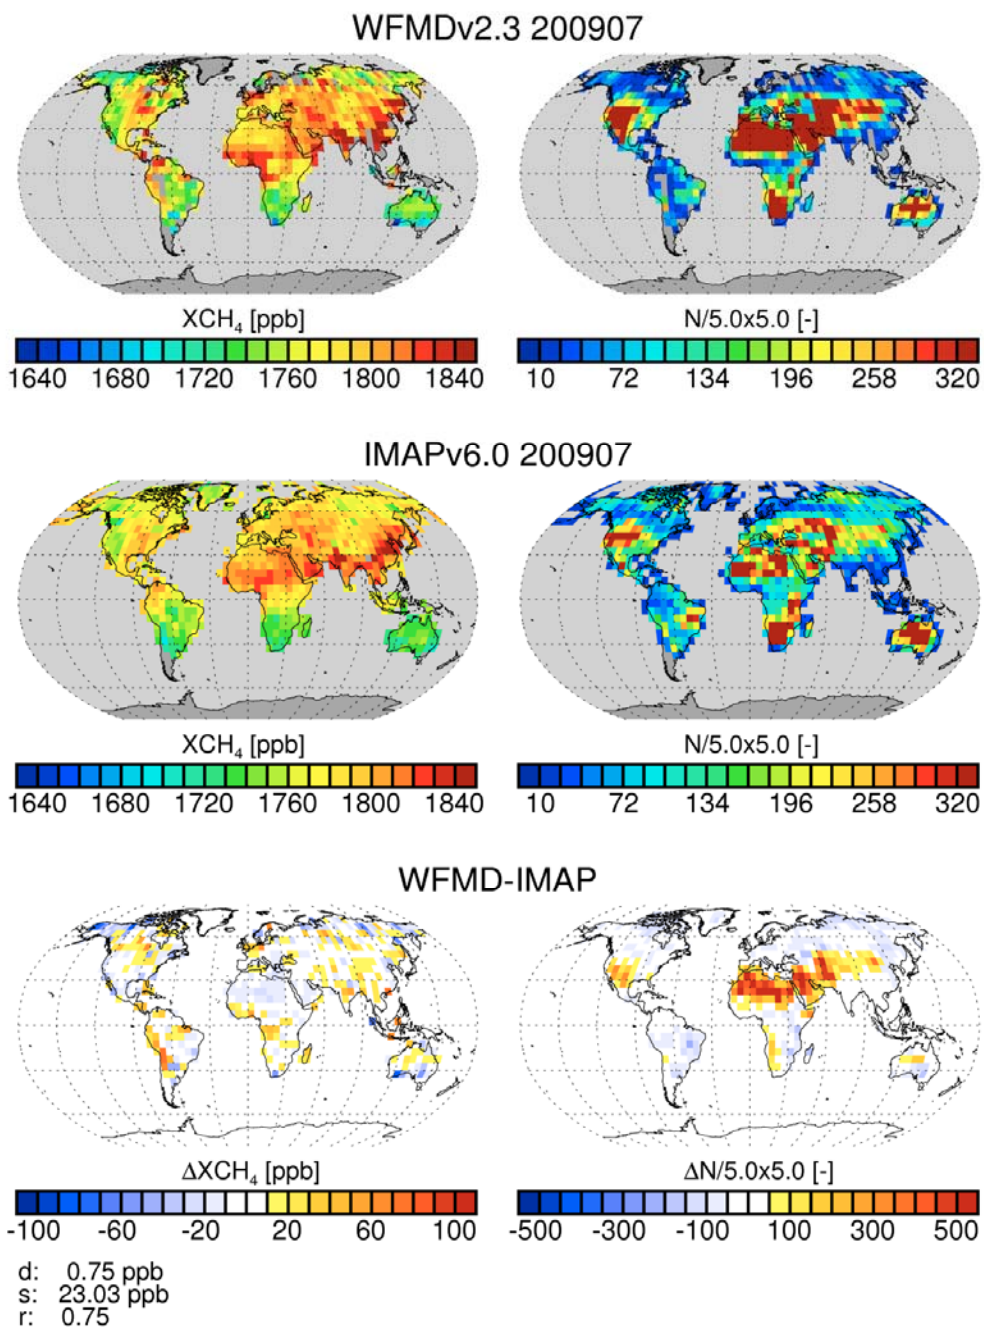 WFMDv2.3 200907
XCH₄ [ppb]
1640 1680 1720 1760 1800 1840
N/5.0x5.0 [-]
10 72 134 196 258 320
IMAPv6.0 200907
XCH₄ [ppb]
1640 1680 1720 1760 1800 1840
N/5.0x5.0 [-]
10 72 134 196 258 320
WFMD-IMAP
ΔXCH₄ [ppb]
-100 -60 -20 20 60 100
ΔN/5.0x5.0 [-]
-500 -300 -100 100 300 500
d: 0.75 ppb
s: 23.03 ppb
r: 0.75